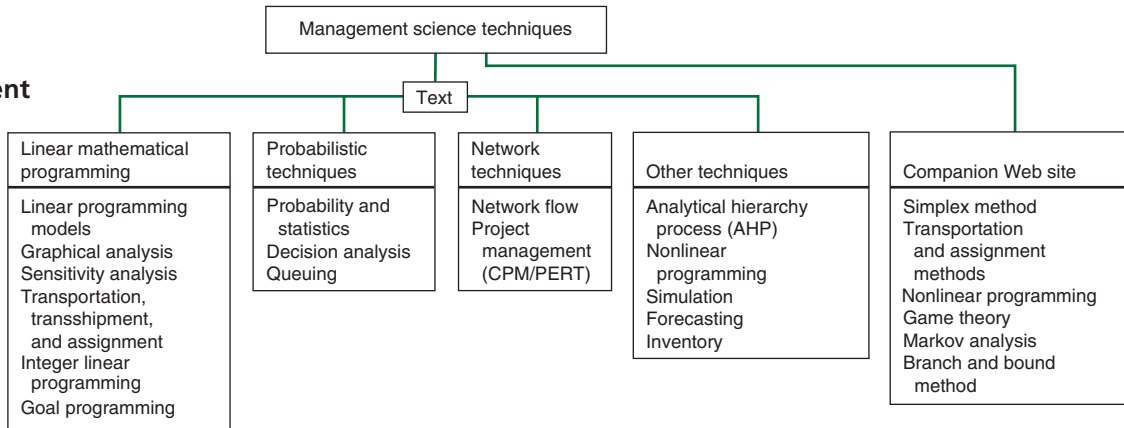 Management science techniques
ent
Text
Linear mathematical
programming
Linear programming
models
Graphical analysis
Sensitivity analysis
Transportation,
transshipment,
and assignment
Integer linear
programming
Goal programming
Probabilistic
techniques
Probability and
statistics
Decision analysis
Queuing
Network
techniques
Network flow
Project
management
(CPM/PERT)
Other techniques
Analytical hierarchy
process (AHP)
Nonlinear
programming
Simulation
Forecasting
Inventory
Companion Web site
Simplex method
Transportation
and assignment
methods
Nonlinear programming
Game theory
Markov analysis
Branch and bound
method